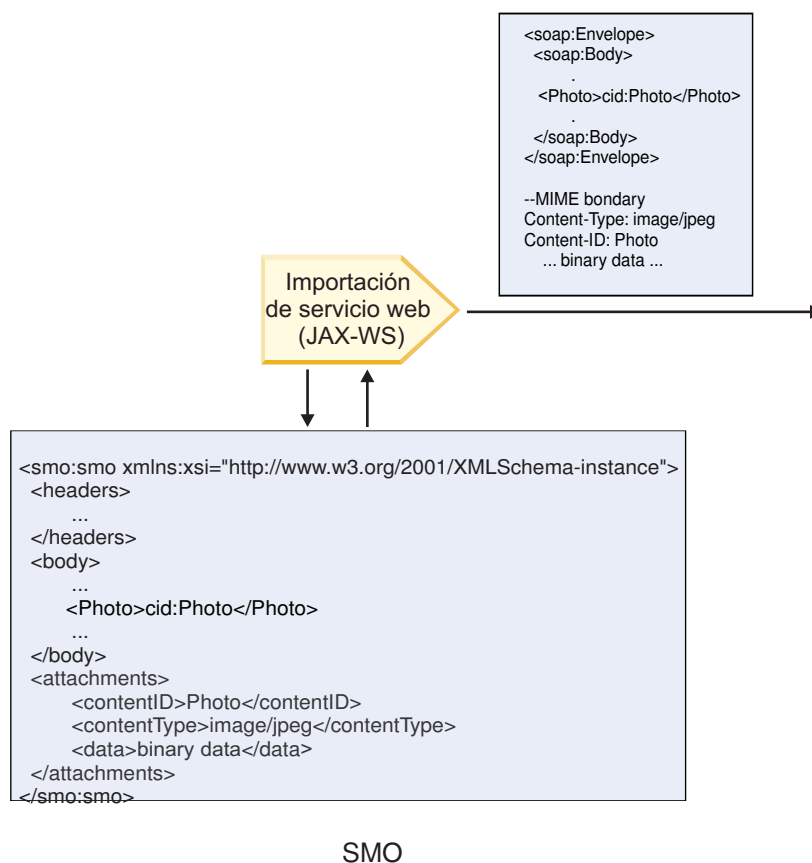 <soap:Envelope>
<soap:Body>
.
<Photo>cid:Photo</Photo>
.
</soap:Body>
</soap:Envelope>
--MIME bondary
Content-Type: image/jpeg
Content-ID: Photo
... binary data ...
Importación
de servicio web
(JAX-WS)
<smo:smo xmlns:xsi="http://www.w3.org/2001/XMLSchema-instance">
<headers>
...
</headers>
<body>
...
<Photo>cid:Photo</Photo>
...
</body>
<attachments>
<contentID>Photo</contentID>
<contentType>image/jpeg</contentType>
<data>binary data</data>
</attachments>
</smo:smo>
SMO